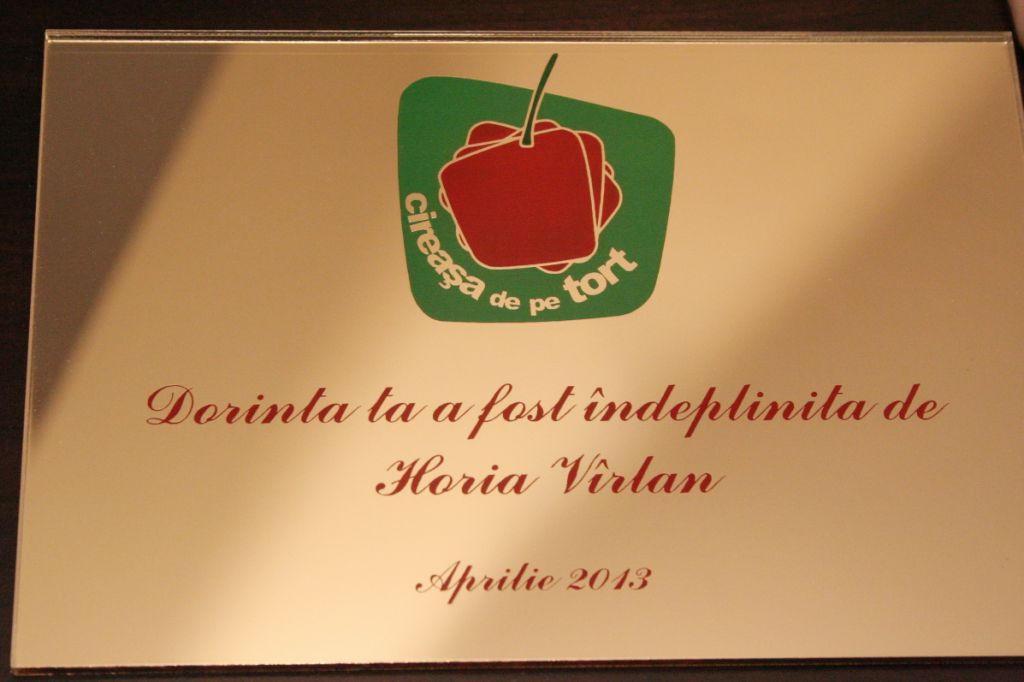 cireașa de pe tort
Dorinta ta a fost îndeplinita de
Horia Vîrlan
Aprilie 2013